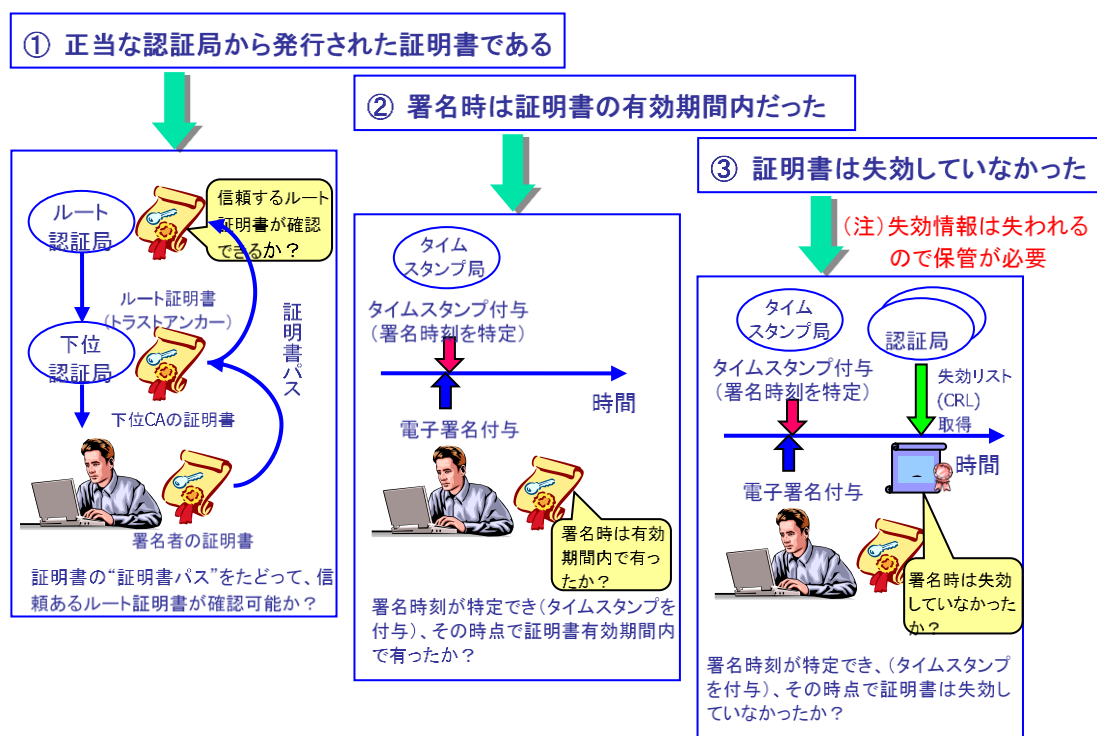 ① 正当な認証局から発行された証明書である
ルート
認証局
信頼するルート
証明書が確認
できるか？
ルート証明書
(トラストアンカー)
証明書パス
下位
認証局
下位CAの証明書
署名者の証明書
証明書の“証明書パス”をたどって、信
頼あるルート証明書が確認可能か？
② 署名時は証明書の有効期間内だった
タイム
スタンプ局
タイムスタンプ付与
(署名時刻を特定)
時間
電子署名付与
署名時は有効
期間内で有っ
たか？
署名時刻が特定でき(タイムスタンプを
付与)、その時点で証明書有効期間内
で有ったか？
③ 証明書は失効していなかった
(注)失効情報は失われる
ので保管が必要
タイム
スタンプ局
認証局
タイムスタンプ付与
(署名時刻を特定)
失効リスト
(CRL)
取得
時間
電子署名付与
署名時は失効
していなかった
か？
署名時刻が特定でき、(タイムスタンプ
を付与)、その時点で証明書は失効し
ていなかったか？